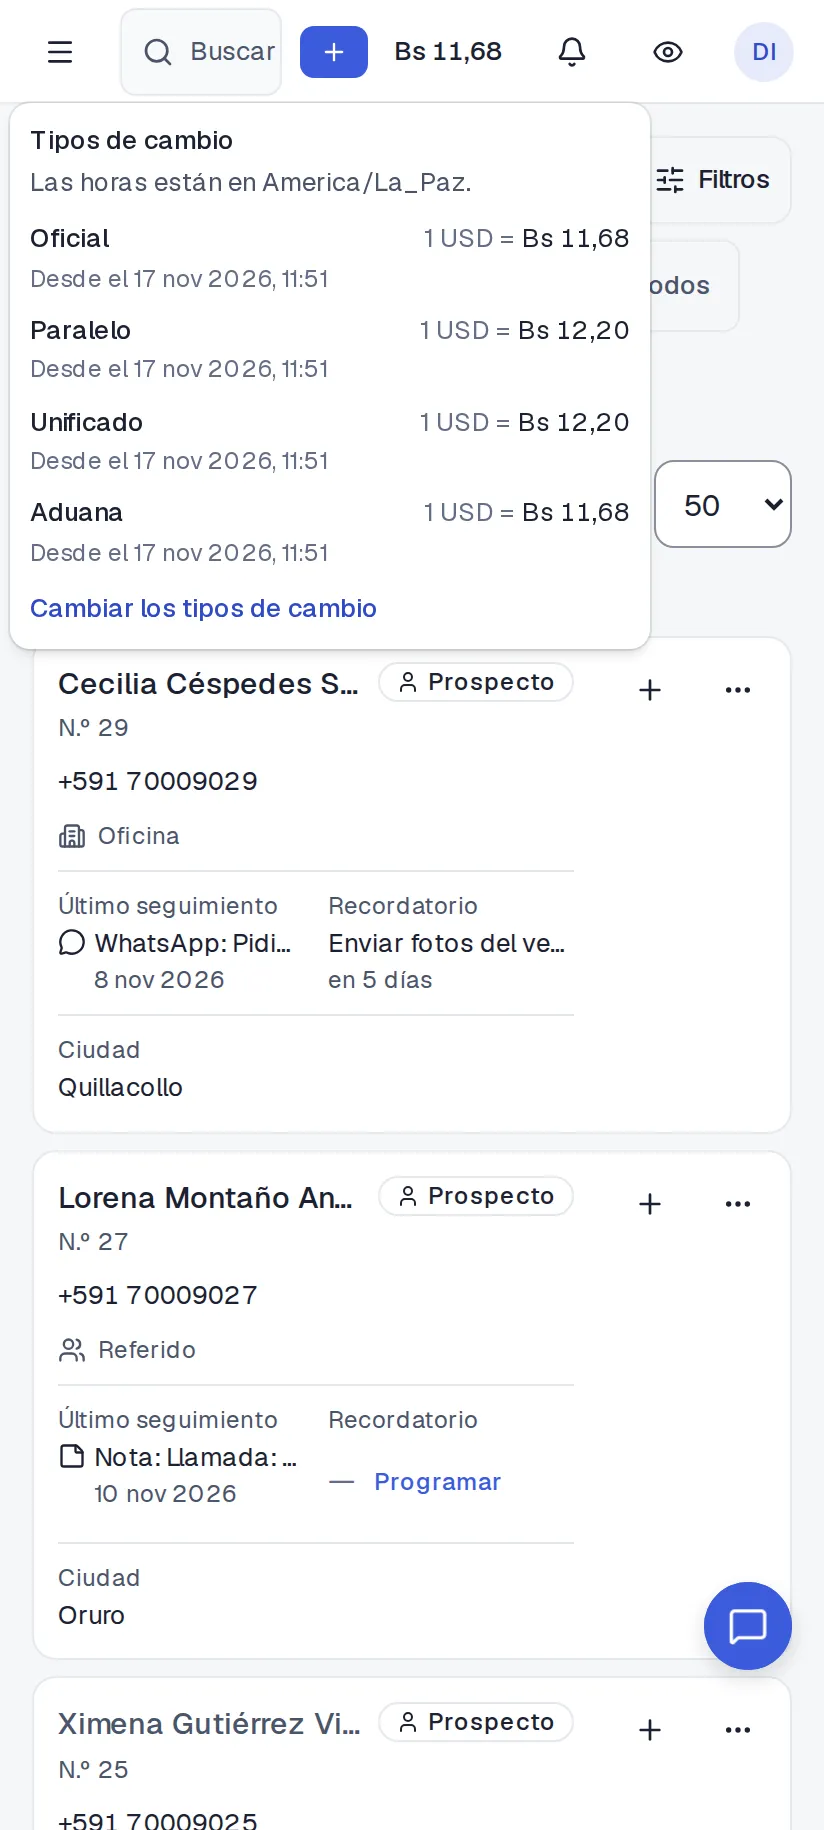 Buscar
Bs 11,68
DI
Tipos de cambio
Las horas están en America/La_Paz.
Oficial 1 USD = Bs 11,68
Desde el 17 nov 2026, 11:51
Paralelo 1 USD = Bs 12,20
Desde el 17 nov 2026, 11:51
Unificado 1 USD = Bs 12,20
Desde el 17 nov 2026, 11:51
Aduana 1 USD = Bs 11,68
Desde el 17 nov 2026, 11:51
Cambiar los tipos de cambio
Filtros
odos
50
Cecilia Céspedes S... Prospecto
N.º 29
+591 70009029
Oficina
Último seguimiento Recordatorio
WhatsApp: Pidi... Enviar fotos del ve...
8 nov 2026 en 5 días
Ciudad
Quillacollo
Lorena Montaño An... Prospecto
N.º 27
+591 70009027
Referido
Último seguimiento Recordatorio
Nota: Llamada: ... — Programar
10 nov 2026
Ciudad
Oruro
Ximena Gutiérrez Vi... Prospecto
N.º 25
+591 70009025